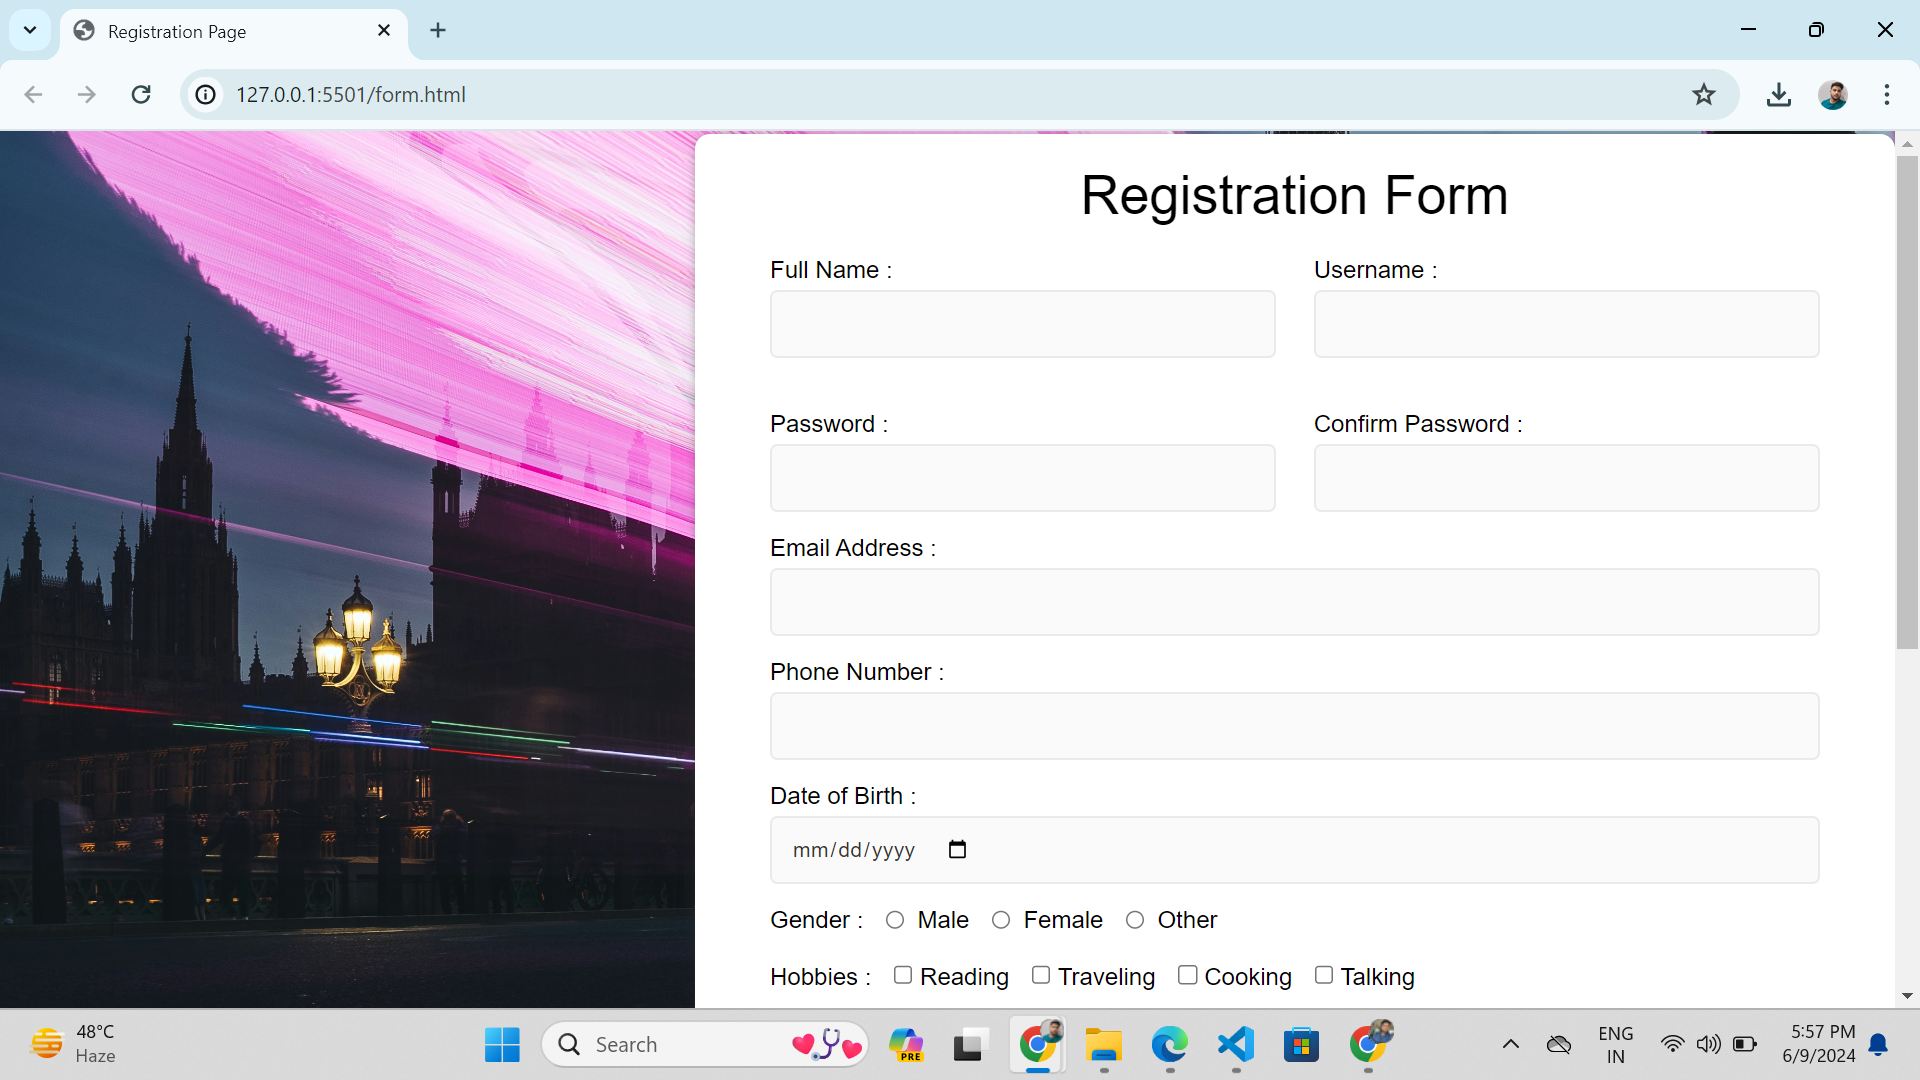 Registration Page
127.0.0.1:5501/form.html
Registration Form
Full Name :
Username :
Password :
Confirm Password :
Email Address :
Phone Number :
Date of Birth :
mm/dd/yyyy
Gender : Male Female Other
Hobbies : Reading Traveling Cooking Talking
48°C
Haze
Search
PRE
ENG
IN
5:57 PM
6/9/2024